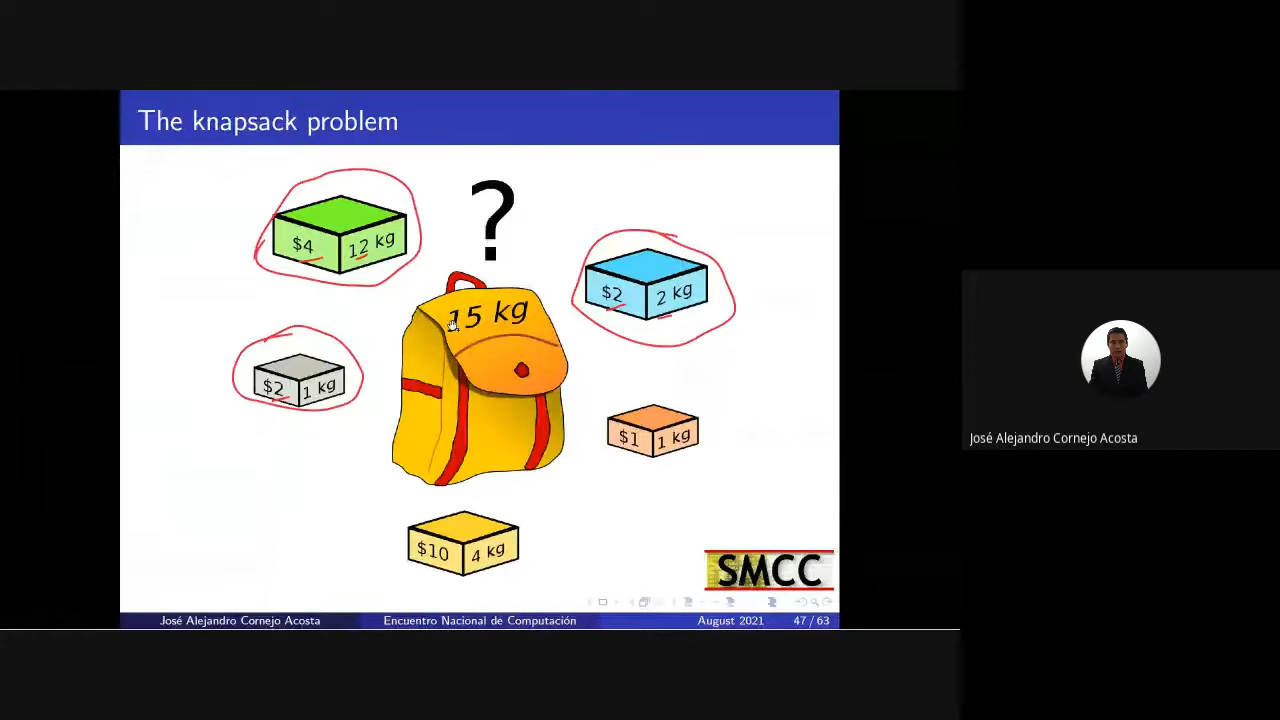 The knapsack problem
?
$4 12 kg
15 kg
$2 2 kg
$2 1 kg
$1 1 kg
$10 4 kg
SMCC
José Alejandro Cornejo Acosta Encuentro Nacional de Computación August 2021 47 / 63
José Alejandro Cornejo Acosta